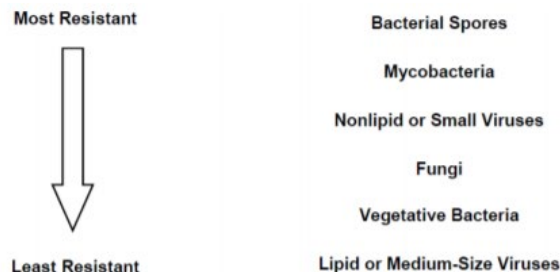 Most Resistant
Bacterial Spores
Mycobacteria
Nonlipid or Small Viruses
Fungi
Vegetative Bacteria
Least Resistant
Lipid or Medium-Size Viruses